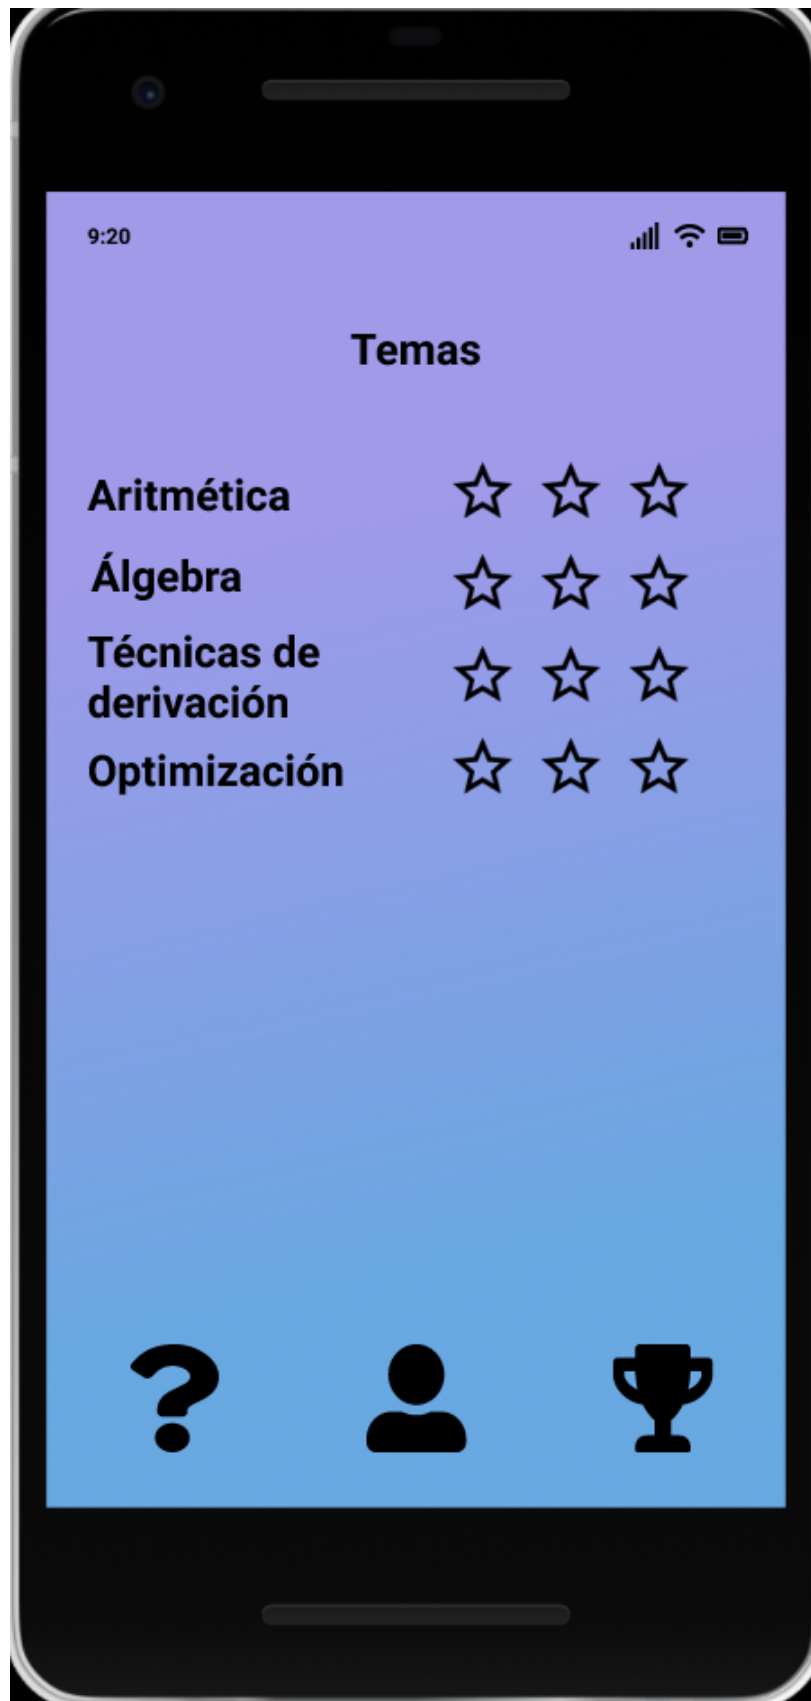 9:20
Temas
Aritmética
Álgebra
Técnicas de
derivación
Optimización